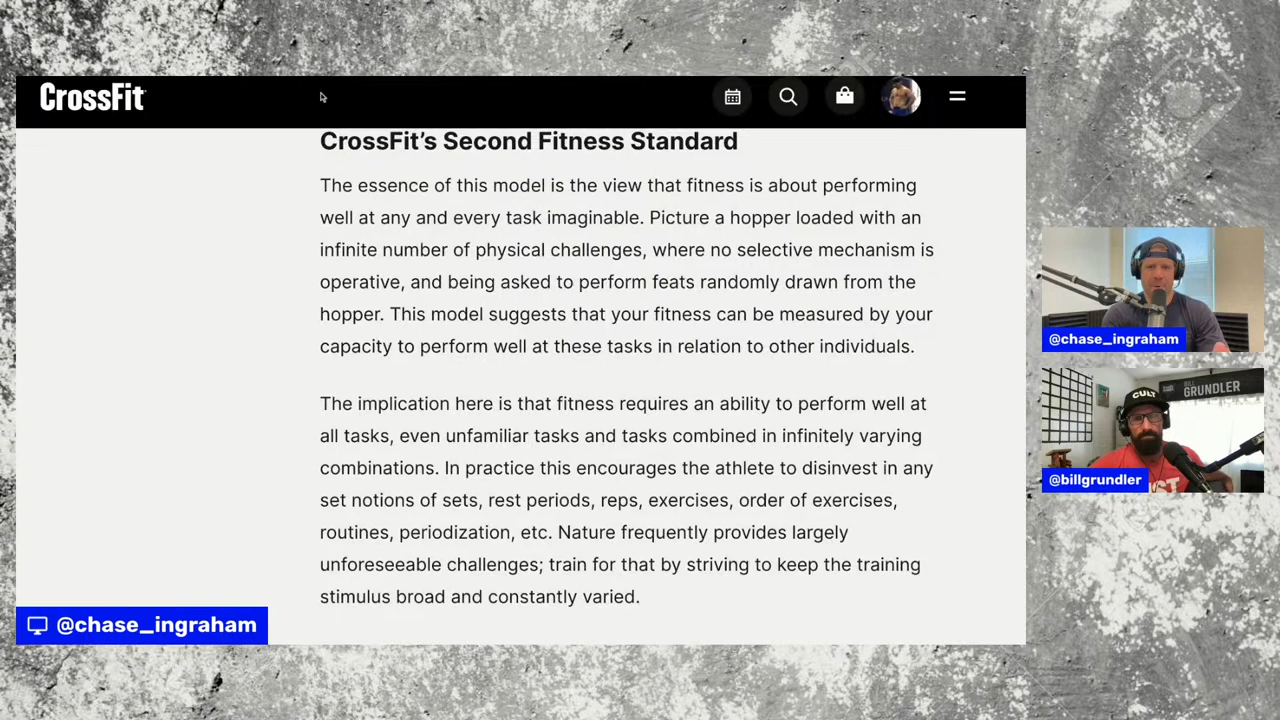 CrossFit
CrossFit’s Second Fitness Standard
The essence of this model is the view that fitness is about performing
well at any and every task imaginable. Picture a hopper loaded with an
infinite number of physical challenges, where no selective mechanism is
operative, and being asked to perform feats randomly drawn from the
hopper. This model suggests that your fitness can be measured by your
capacity to perform well at these tasks in relation to other individuals.
The implication here is that fitness requires an ability to perform well at
all tasks, even unfamiliar tasks and tasks combined in infinitely varying
combinations. In practice this encourages the athlete to disinvest in any
set notions of sets, rest periods, reps, exercises, order of exercises,
routines, periodization, etc. Nature frequently provides largely
unforeseeable challenges; train for that by striving to keep the training
stimulus broad and constantly varied.
@chase_ingraham
@chase_ingraham
BILL
GRUNDLER
CULT
@billgrundler